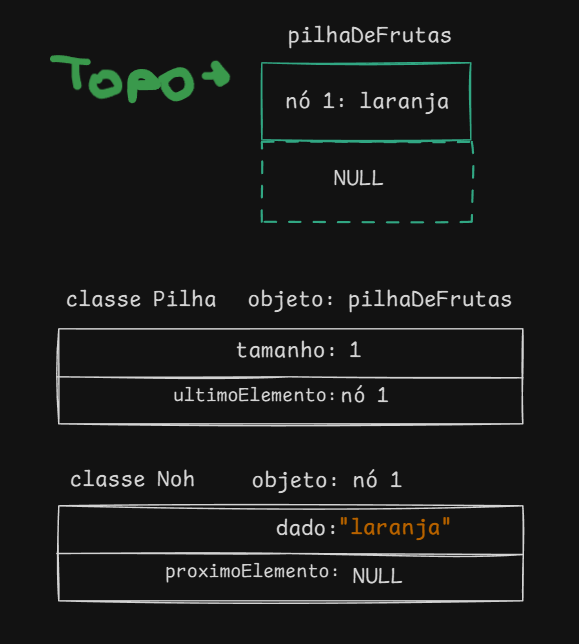 pilhaDeFrutas
TOPO→
nó 1: laranja
NULL
classe Pilha objeto: pilhaDeFrutas
tamanho: 1
ultimoElemento: nó 1
classe Noh objeto: nó 1
dado:"laranja"
proximoElemento: NULL